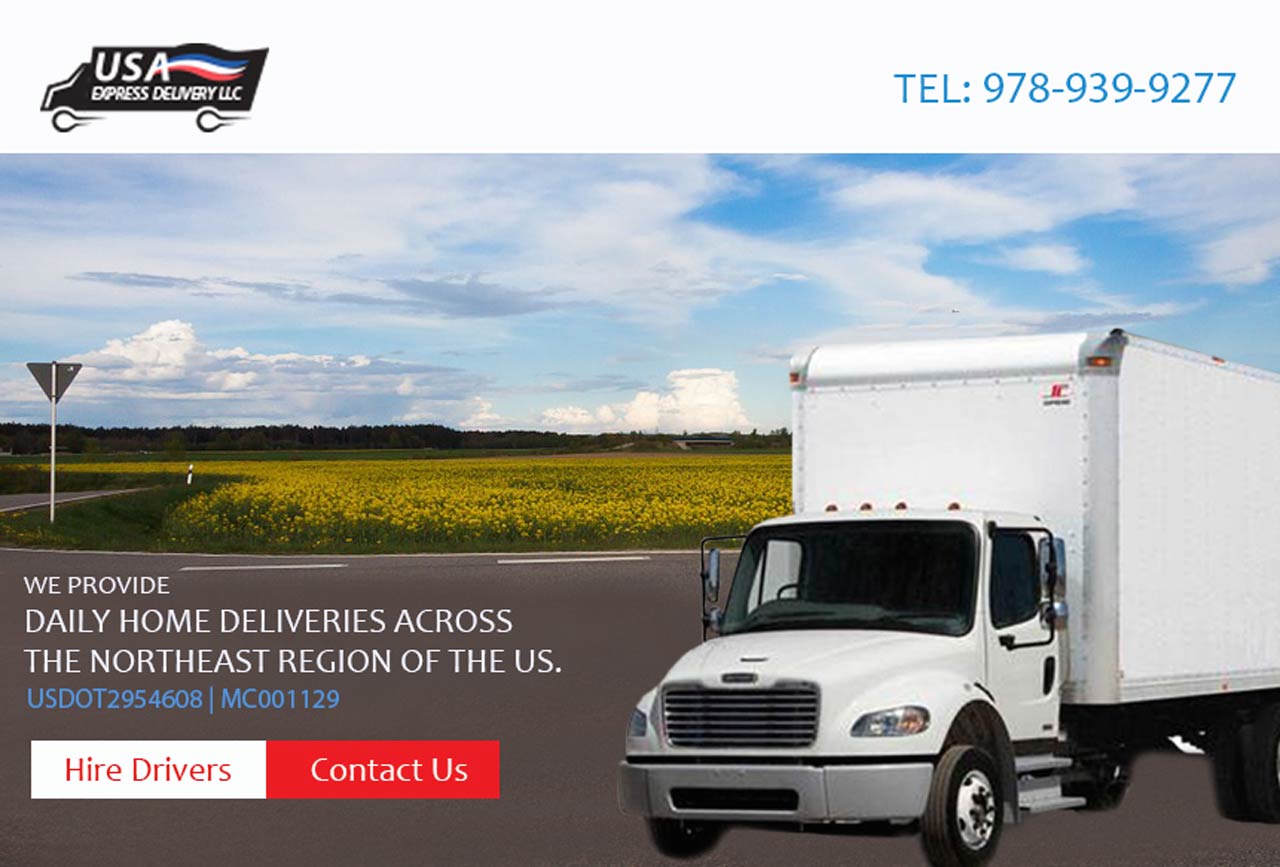 USA
EXPRESS DELIVERY LLC
TEL: 978-939-9277
WE PROVIDE
DAILY HOME DELIVERIES ACROSS
THE NORTHEAST REGION OF THE US.
USDOT2954608 | MC001129
Hire Drivers
Contact Us